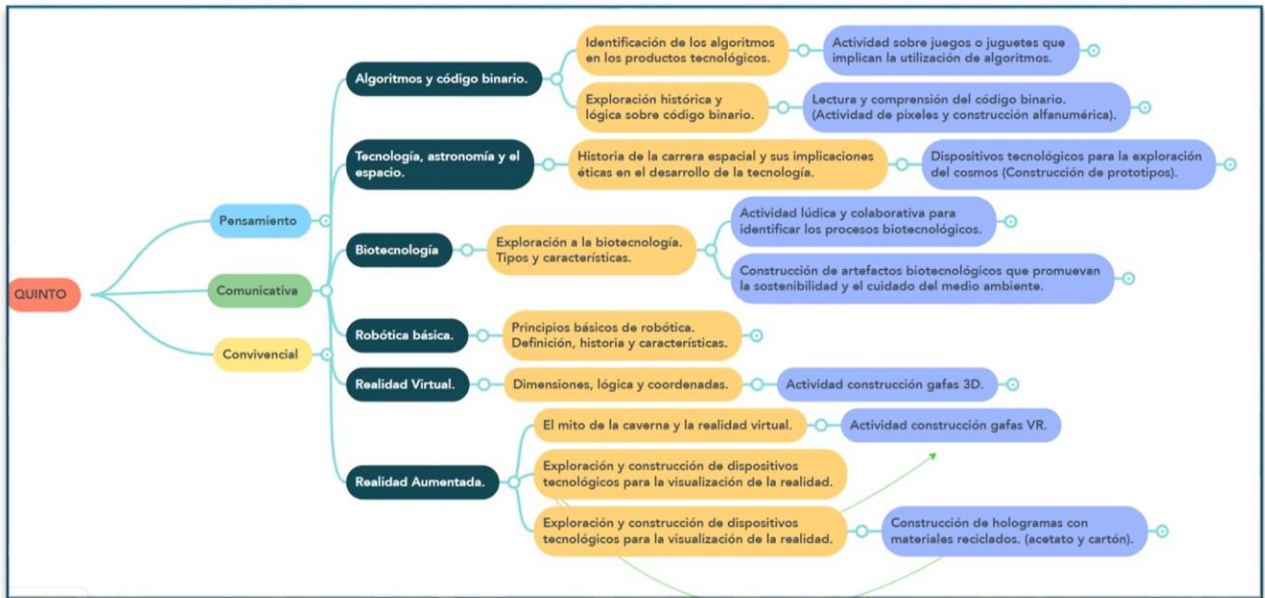 QUINTO
Pensamiento
Comunicativa
Convivencial
Algoritmos y código binario.
Identificación de los algoritmos
en los productos tecnológicos.
Actividad sobre juegos o juguetes que
implican la utilización de algoritmos.
Exploración histórica y
lógica sobre código binario.
Lectura y comprensión del código binario.
(Actividad de pixeles y construcción alfanumérica).
Tecnología, astronomía y el
espacio.
Historia de la carrera espacial y sus implicaciones
éticas en el desarrollo de la tecnología.
Dispositivos tecnológicos para la exploración
del cosmos (Construcción de prototipos).
Biotecnología
Exploración a la biotecnología.
Tipos y características.
Actividad lúdica y colaborativa para
identificar los procesos biotecnológicos.
Construcción de artefactos biotecnológicos que promuevan
la sostenibilidad y el cuidado del medio ambiente.
Robótica básica.
Principios básicos de robótica.
Definición, historia y características.
Realidad Virtual.
Dimensiones, lógica y coordenadas.
Actividad construcción gafas 3D.
Realidad Aumentada.
El mito de la caverna y la realidad virtual.
Actividad construcción gafas VR.
Exploración y construcción de dispositivos
tecnológicos para la visualización de la realidad.
Exploración y construcción de dispositivos
tecnológicos para la visualización de la realidad.
Construcción de hologramas con
materiales reciclados. (acetato y cartón).